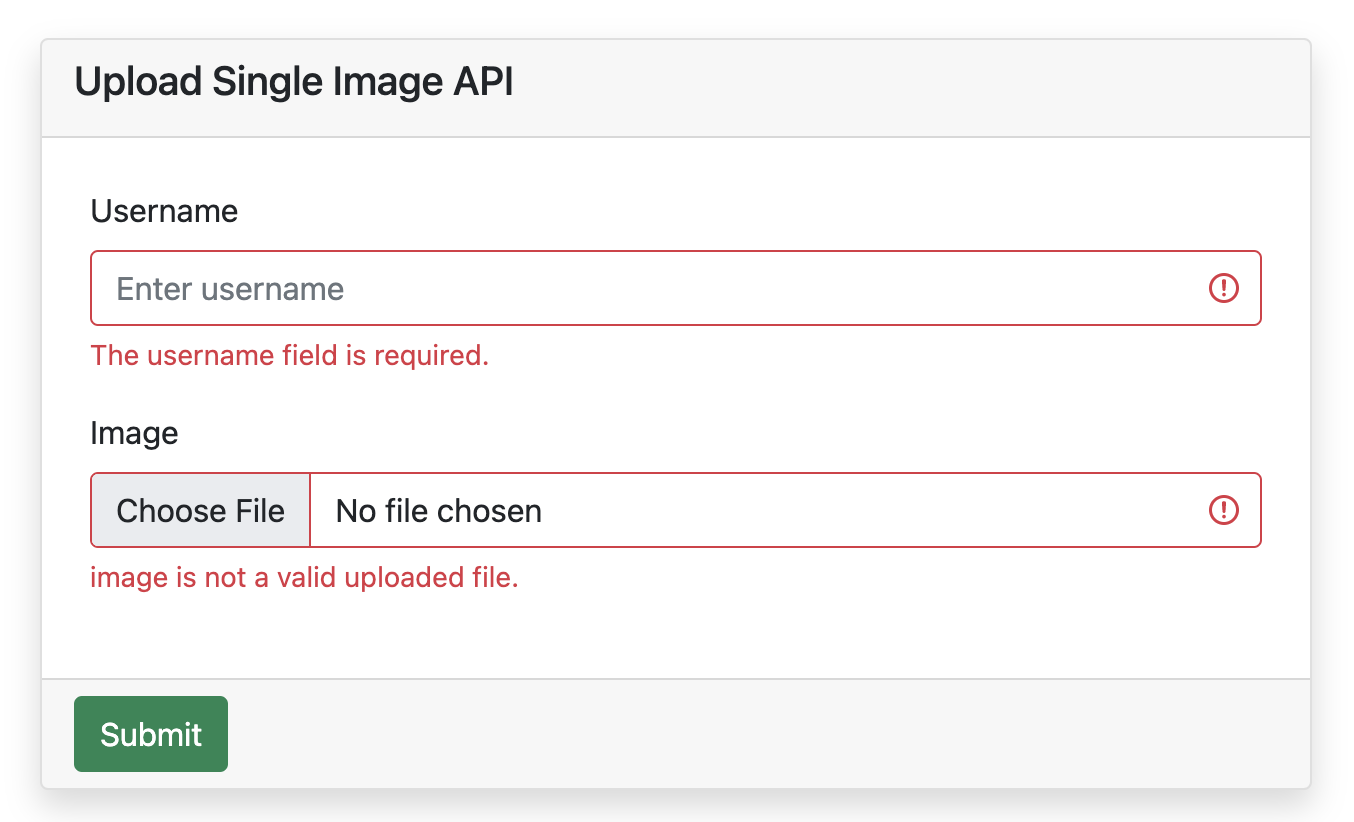 Upload Single Image API
Username
Enter username
The username field is required.
Image
Choose File No file chosen
image is not a valid uploaded file.
Submit